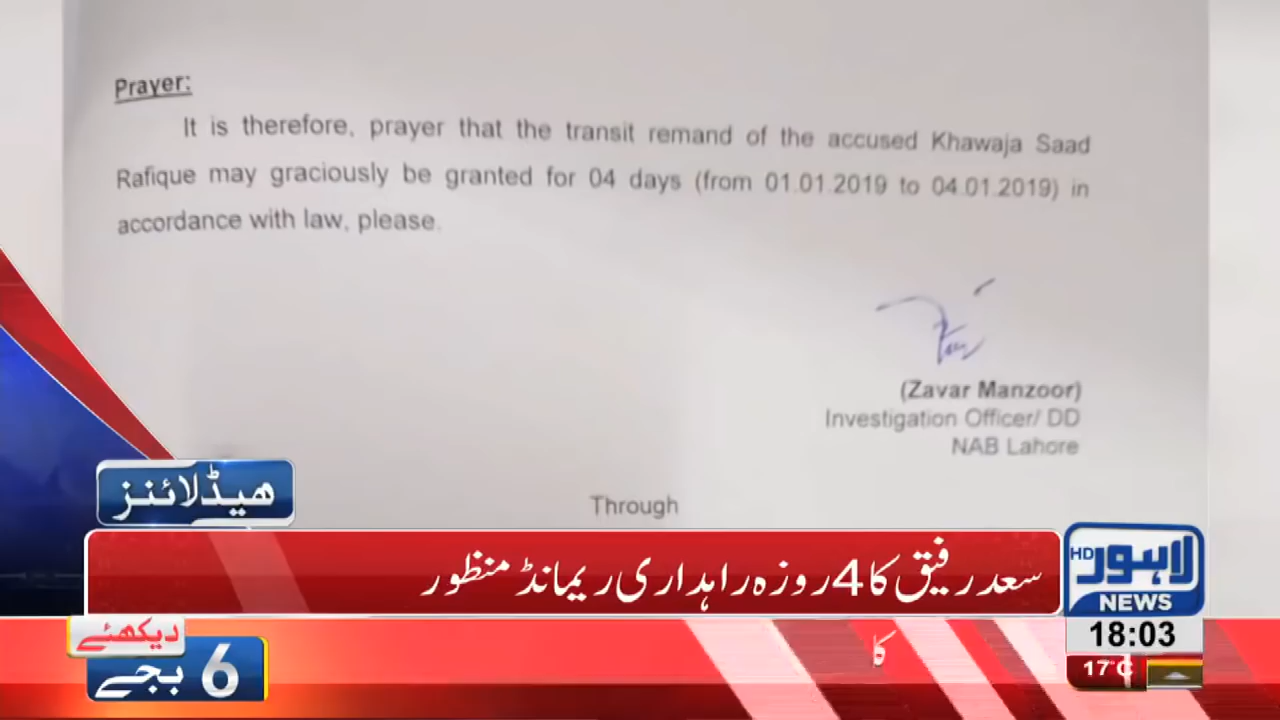 Prayer:
It is therefore, prayer that the transit remand of the accused Khawaja Saad
Rafique may graciously be granted for 04 days (from 01.01.2019 to 04.01.2019) in
accordance with law, please.
(Zavar Manzoor)
Investigation Officer/ DD
NAB Lahore
Through
ھیڈلائنز
سعد رفیق کا 4 روزہ راہداری ریمانڈ منظور
لاہور HD
NEWS
18:03
17°C
دیکھئے
6 بجے
کا